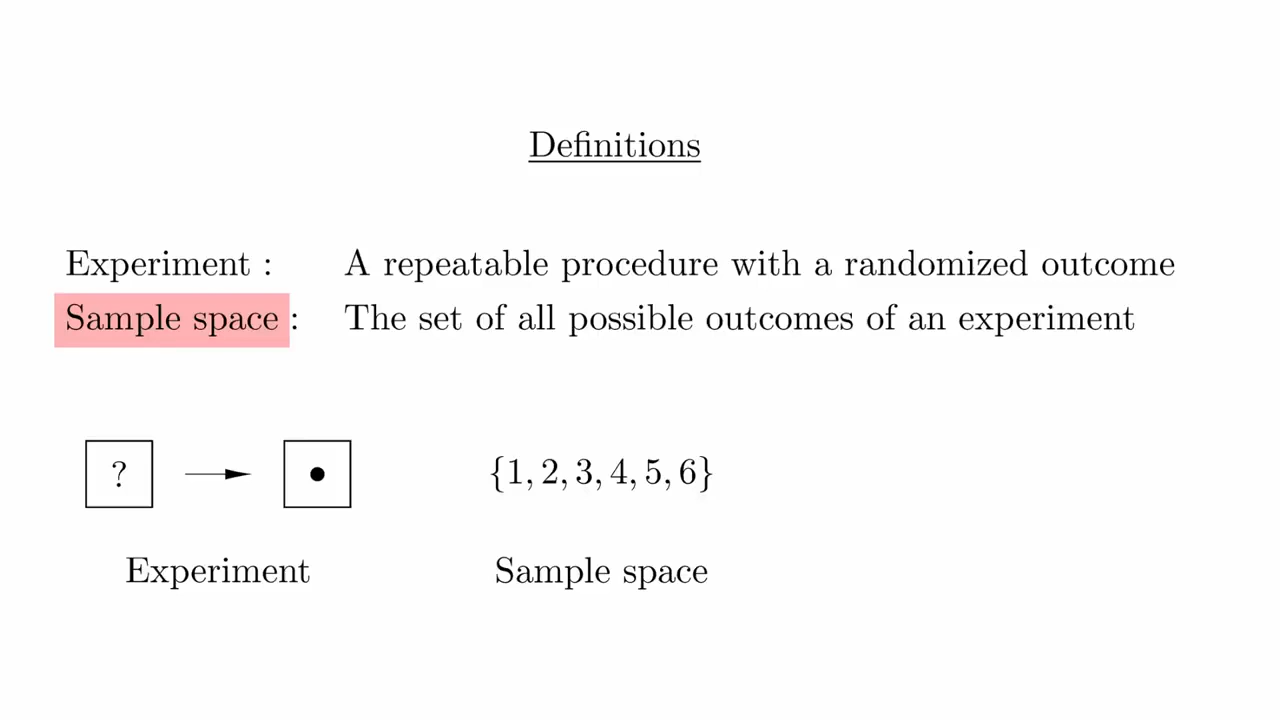 Definitions
Experiment : A repeatable procedure with a randomized outcome
Sample space : The set of all possible outcomes of an experiment
? {1, 2, 3, 4, 5, 6}
Experiment Sample space